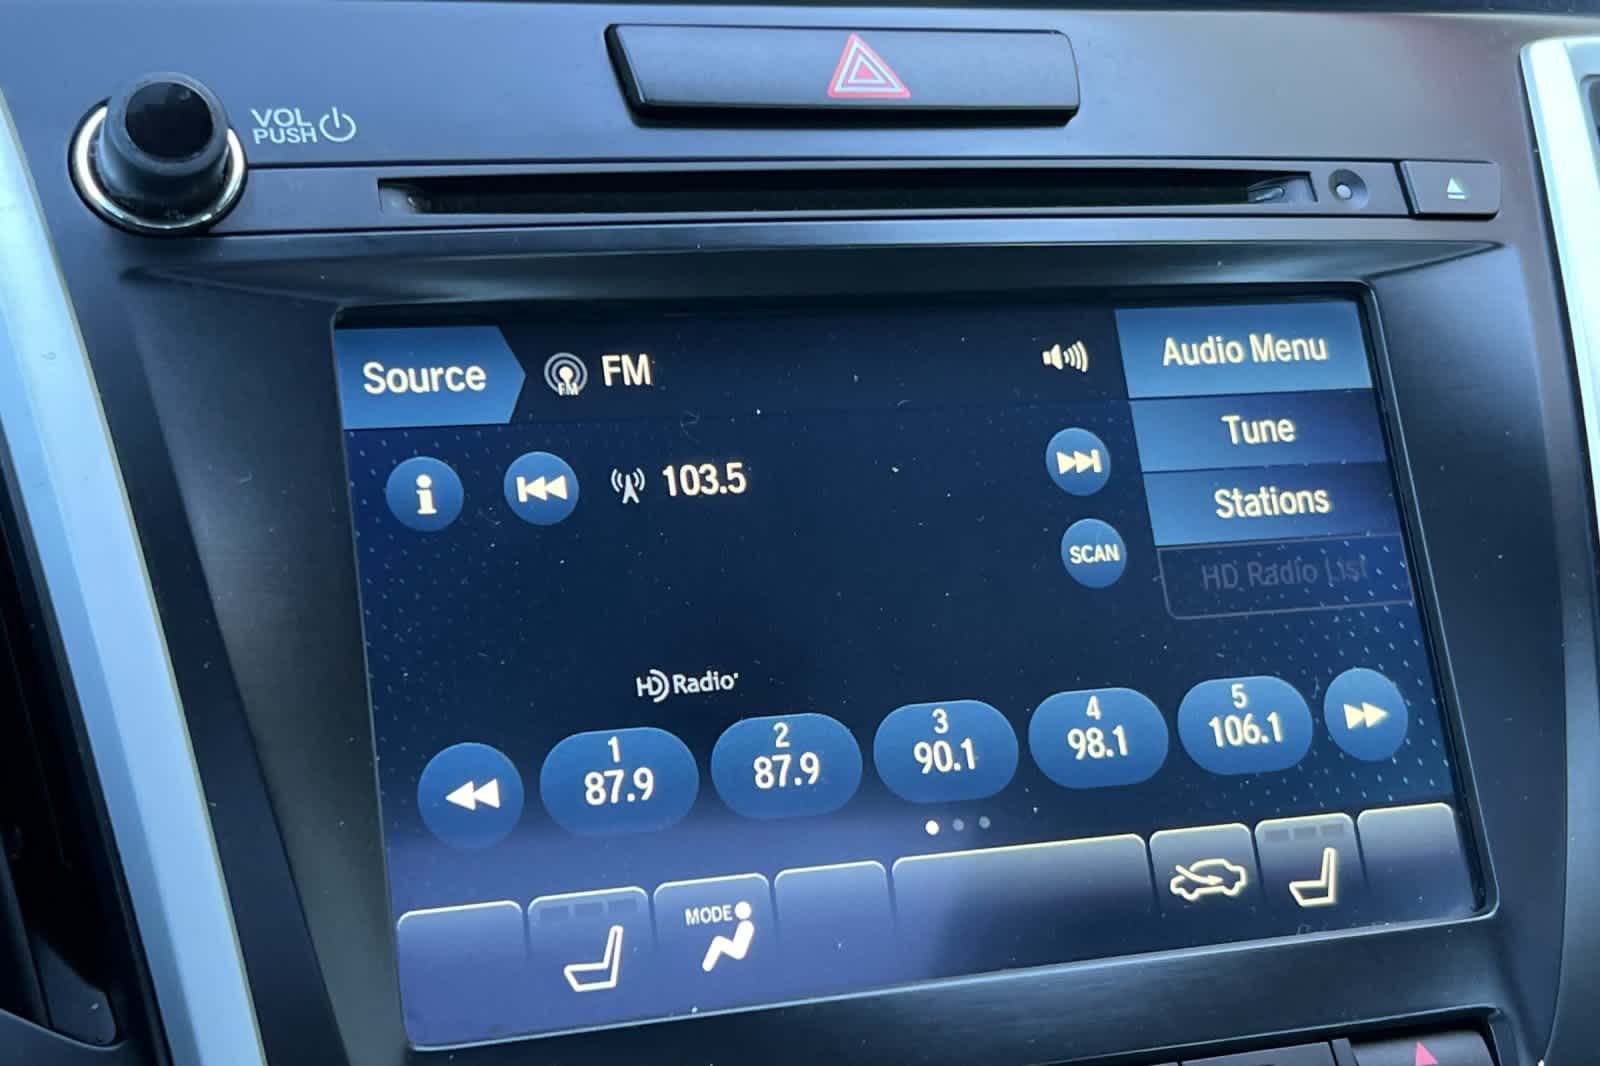 VOL
PUSH
Source
FM
FM
Audio Menu
Tune
Stations
HD Radio List
103.5
SCAN
HD Radio
1
87.9
2
87.9
3
90.1
4
98.1
5
106.1
MODE